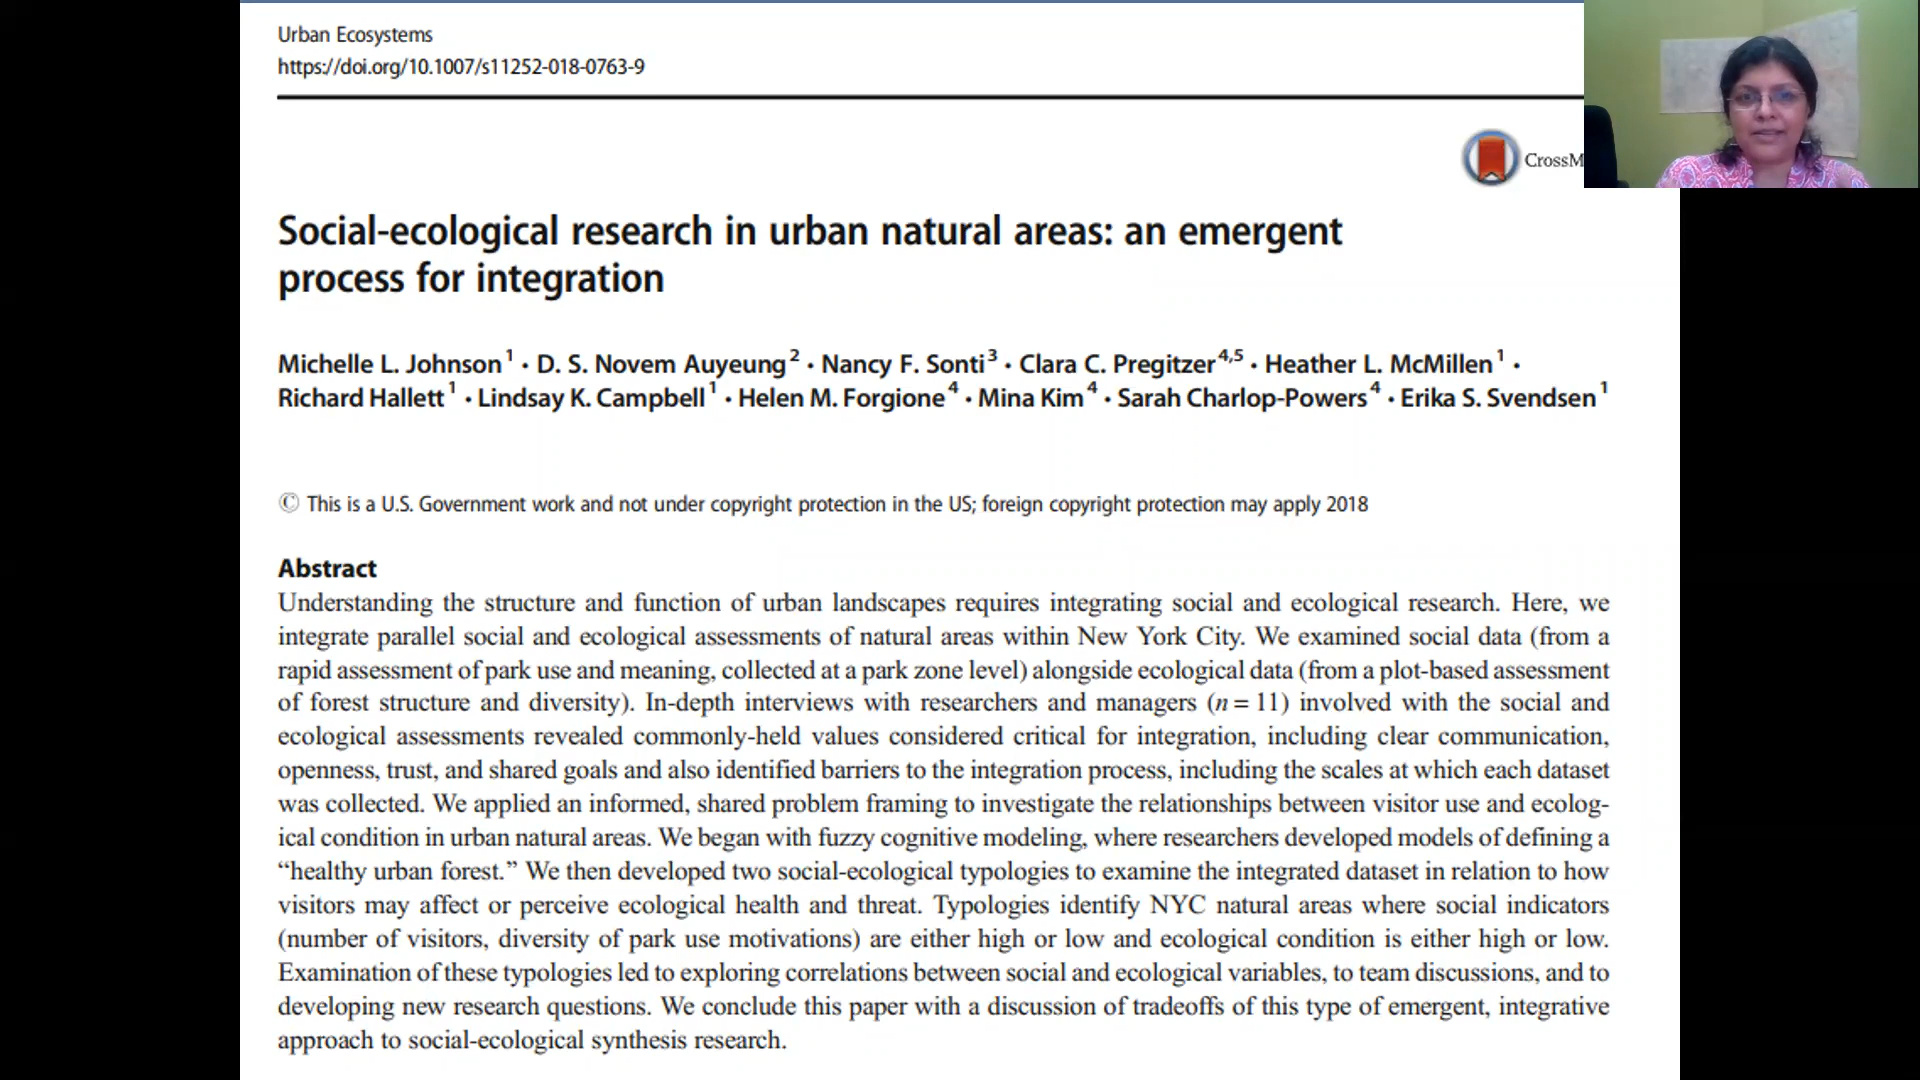 Urban Ecosystems
https://doi.org/10.1007/s11252-018-0763-9
CrossM
Social-ecological research in urban natural areas: an emergent
process for integration
Michelle L. Johnson 1 · D. S. Novem Auyeung 2 · Nancy F. Sonti 3 · Clara C. Pregitzer 4,5 · Heather L. McMillen 1 ·
Richard Hallett 1 · Lindsay K. Campbell 1 · Helen M. Forgione 4 · Mina Kim 4 · Sarah Charlop-Powers 4 · Erika S. Svendsen 1
© This is a U.S. Government work and not under copyright protection in the US; foreign copyright protection may apply 2018
Abstract
Understanding the structure and function of urban landscapes requires integrating social and ecological research. Here, we
integrate parallel social and ecological assessments of natural areas within New York City. We examined social data (from a
rapid assessment of park use and meaning, collected at a park zone level) alongside ecological data (from a plot-based assessment
of forest structure and diversity). In-depth interviews with researchers and managers (n = 11) involved with the social and
ecological assessments revealed commonly-held values considered critical for integration, including clear communication,
openness, trust, and shared goals and also identified barriers to the integration process, including the scales at which each dataset
was collected. We applied an informed, shared problem framing to investigate the relationships between visitor use and ecolog-
ical condition in urban natural areas. We began with fuzzy cognitive modeling, where researchers developed models of defining a
“healthy urban forest.” We then developed two social-ecological typologies to examine the integrated dataset in relation to how
visitors may affect or perceive ecological health and threat. Typologies identify NYC natural areas where social indicators
(number of visitors, diversity of park use motivations) are either high or low and ecological condition is either high or low.
Examination of these typologies led to exploring correlations between social and ecological variables, to team discussions, and to
developing new research questions. We conclude this paper with a discussion of tradeoffs of this type of emergent, integrative
approach to social-ecological synthesis research.